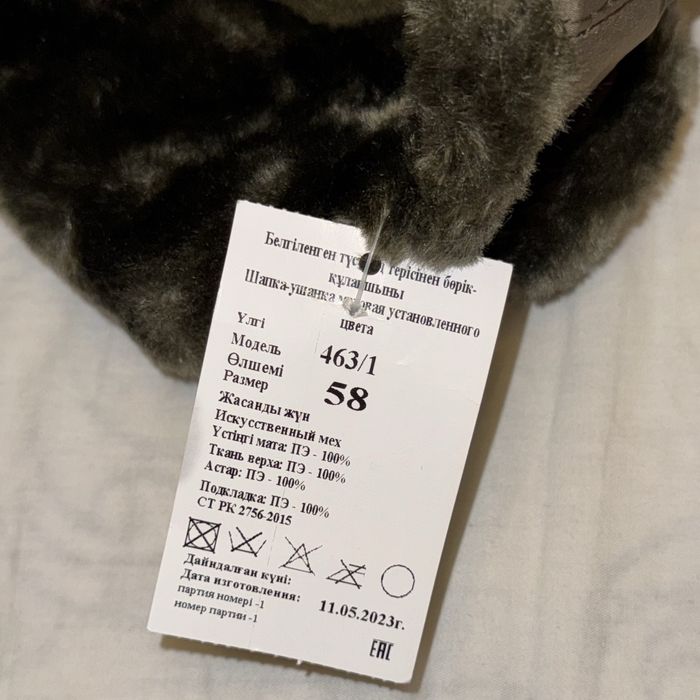 Белгіленген терісінен бөрік-
құлақшыны
Шапка-ушанка меховая установленного
цвета
Үлгі
Модель 463/1
Өлшемі
Размер 58
Жасанды жүн
Искусственный мех
Үстіңгі мата: ПЭ - 100%
Ткань верха: ПЭ - 100%
Астар: ПЭ - 100%
Подкладка: ПЭ - 100%
СТ РК 2756-2015
Дайындалған күні:
Дата изготовления: 11.05.2023г.
партия номері -1
номер партии -1
EAC